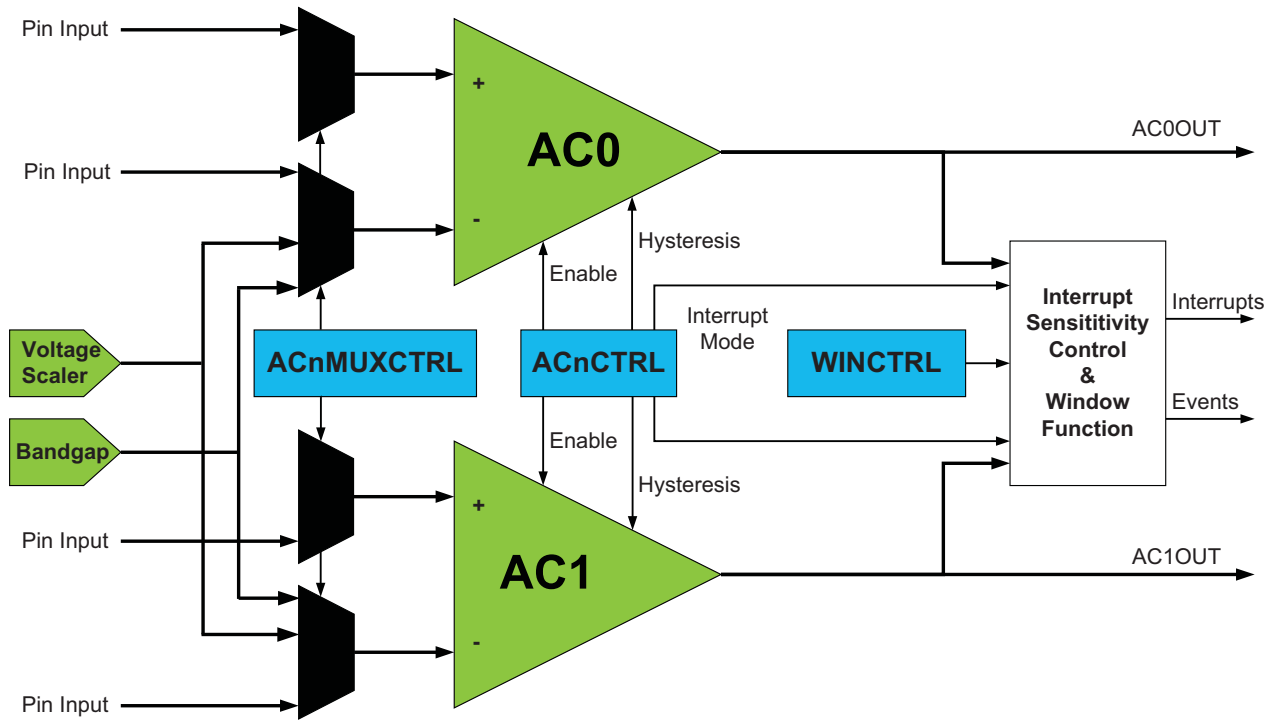 Pin Input
+
AC0
AC0OUT
Pin Input
-
Hysteresis
Enable
Voltage
Scaler
ACnMUXCTRL
ACnCTRL
Interrupt
Mode
WINCTRL
Interrupt
Sensititivity
Control
&
Window
Function
Interrupts
Events
Bandgap
Enable
Hysteresis
+
Pin Input
AC1
AC1OUT
-
Pin Input